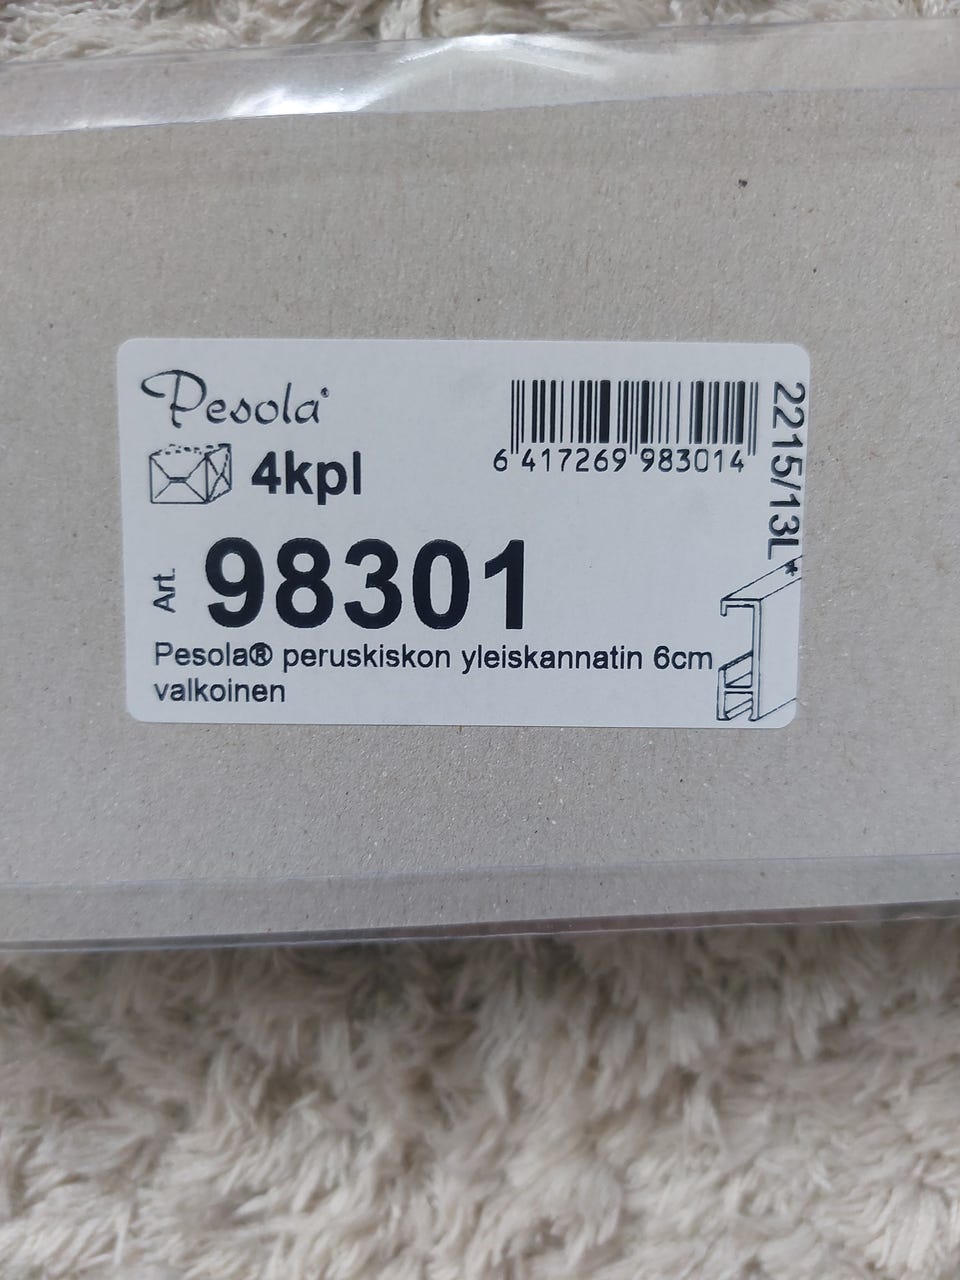 Pesola®
4kpl
6 417269 983014
2215/13L*
Art. 98301
Pesola® peruskiskon yleiskannatin 6cm
valkoinen